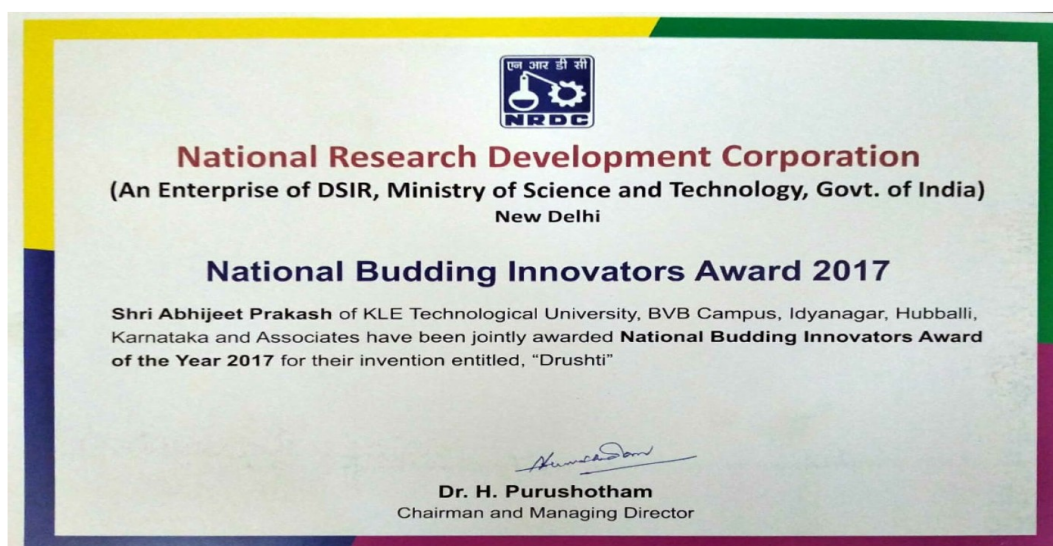 एन आर डी सी
NRDC
National Research Development Corporation
(An Enterprise of DSIR, Ministry of Science and Technology, Govt. of India)
New Delhi
National Budding Innovators Award 2017
Shri Abhijeet Prakash of KLE Technological University, BVB Campus, Idyanagar, Hubballi,
Karnataka and Associates have been jointly awarded National Budding Innovators Award
of the Year 2017 for their invention entitled, “Drushti”
Dr. H. Purushotham
Chairman and Managing Director